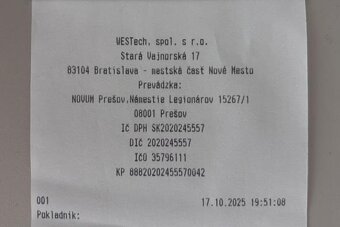 WESTech, spol. s r.o.
Stará Vajnorská 17
83104 Bratislava - mestská časť Nové Mesto
Prevádzka:
NOVUM Prešov,Námestie Legionárov 15267/1
08001 Prešov
IČ DPH SK2020245557
DIČ 2020245557
IČO 35796111
KP 88820202455570042
001 17.10.2025 19:51:08
Pokladník: